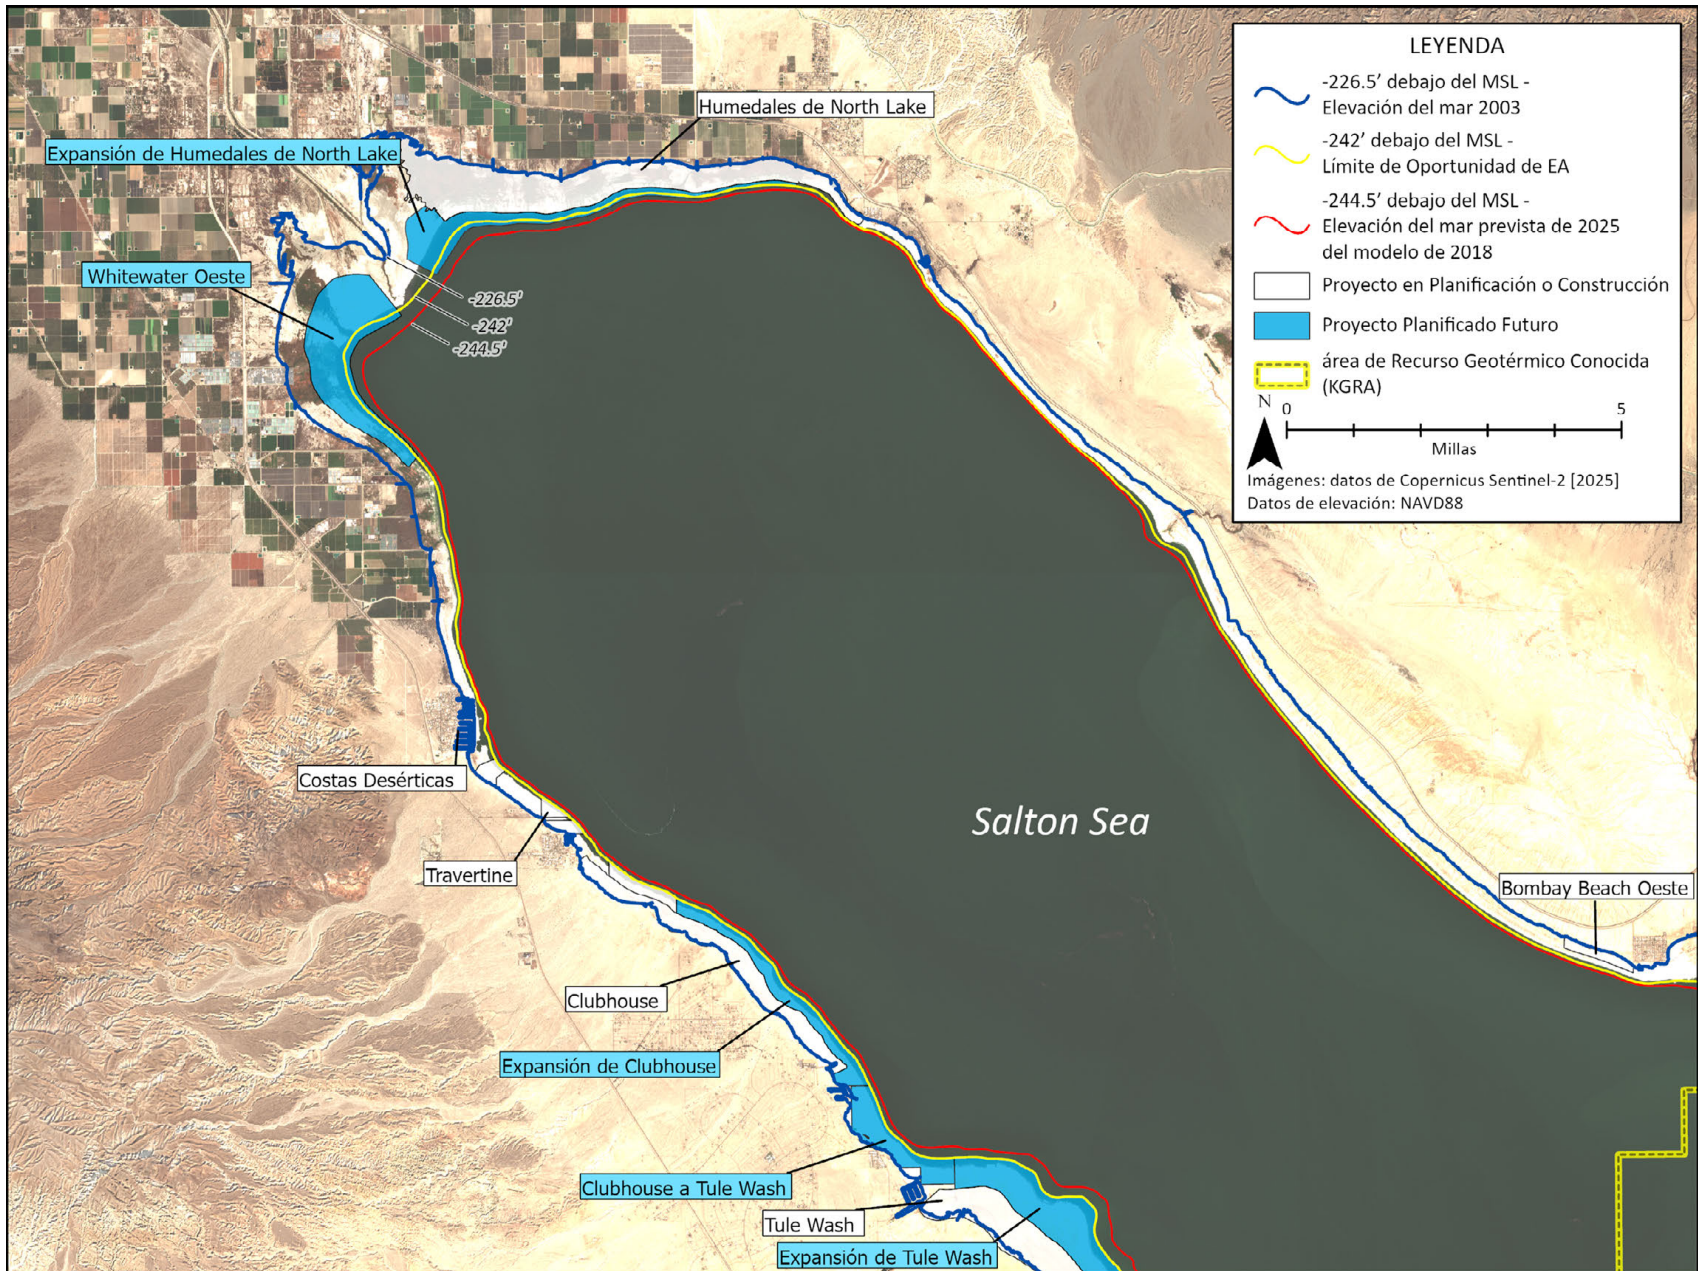 LEYENDA
-226.5’ debajo del MSL -
Elevación del mar 2003
-242’ debajo del MSL -
Límite de Oportunidad de EA
-244.5’ debajo del MSL -
Elevación del mar prevista de 2025
del modelo de 2018
Proyecto en Planificación o Construcción
Proyecto Planificado Futuro
área de Recurso Geotérmico Conocida
(KGRA)
N
0 5
Millas
Imágenes: datos de Copernicus Sentinel-2 [2025]
Datos de elevación: NAVD88
Humedales de North Lake
Expansión de Humedales de North Lake
Whitewater Oeste
-226.5'
-242'
-244.5'
Costas Desérticas
Salton Sea
Travertine
Bombay Beach Oeste
Clubhouse
Expansión de Clubhouse
Clubhouse a Tule Wash
Tule Wash
Expansión de Tule Wash